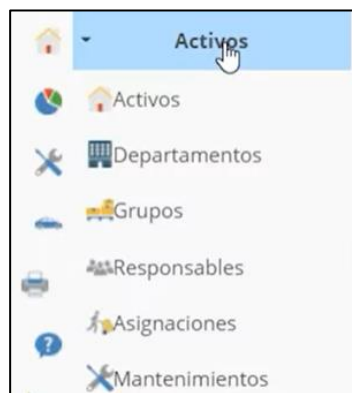 Activos
Activos
Departamentos
Grupos
Responsables
Asignaciones
Mantenimientos